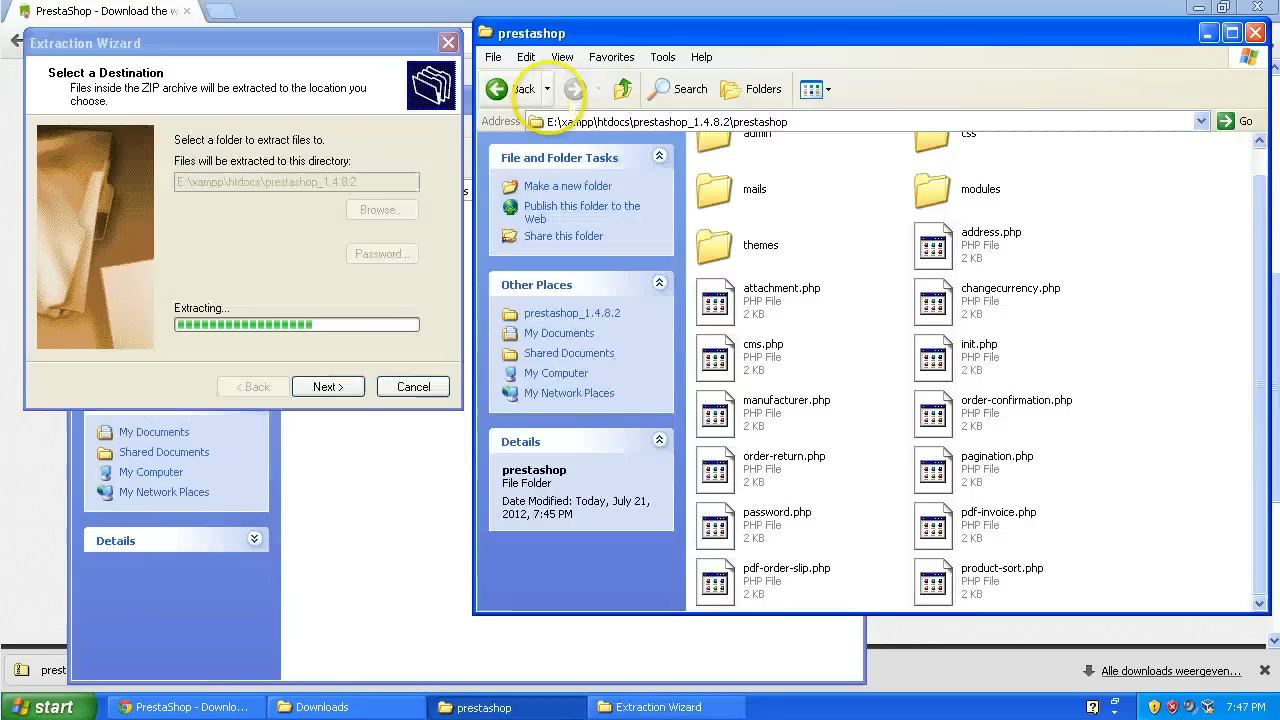 PrestaShop - Download the w
Extraction Wizard
Select a Destination
Files inside the ZIP archive will be extracted to the location you
choose.
Select a folder to extract files to.
Files will be extracted to this directory:
E:\xampp\htdocs\prestashop_1.4.8.2
Browse...
Password...
Extracting...
< Back
Next >
Cancel
My Documents
Shared Documents
My Computer
My Network Places
Details
prestashop
File Edit View Favorites Tools Help
Back
Search
Folders
Address
E:\xampp\htdocs\prestashop_1.4.8.2\prestashop
Go
File and Folder Tasks
Make a new folder
Publish this folder to the
Web
Share this folder
Other Places
prestashop_1.4.8.2
My Documents
Shared Documents
My Computer
My Network Places
Details
prestashop
File Folder
Date Modified: Today, July 21,
2012, 7:45 PM
admin
css
mails
modules
themes
address.php
PHP File
2 KB
attachment.php
PHP File
2 KB
changecurrency.php
PHP File
2 KB
cms.php
PHP File
2 KB
init.php
PHP File
2 KB
manufacturer.php
PHP File
2 KB
order-confirmation.php
PHP File
2 KB
order-return.php
PHP File
2 KB
pagination.php
PHP File
2 KB
password.php
PHP File
2 KB
pdf-invoice.php
PHP File
2 KB
pdf-order-slip.php
PHP File
2 KB
product-sort.php
PHP File
2 KB
prest
Alle downloads weergeven...
start
PrestaShop - Downlo...
Downloads
prestashop
Extraction Wizard
7:47 PM